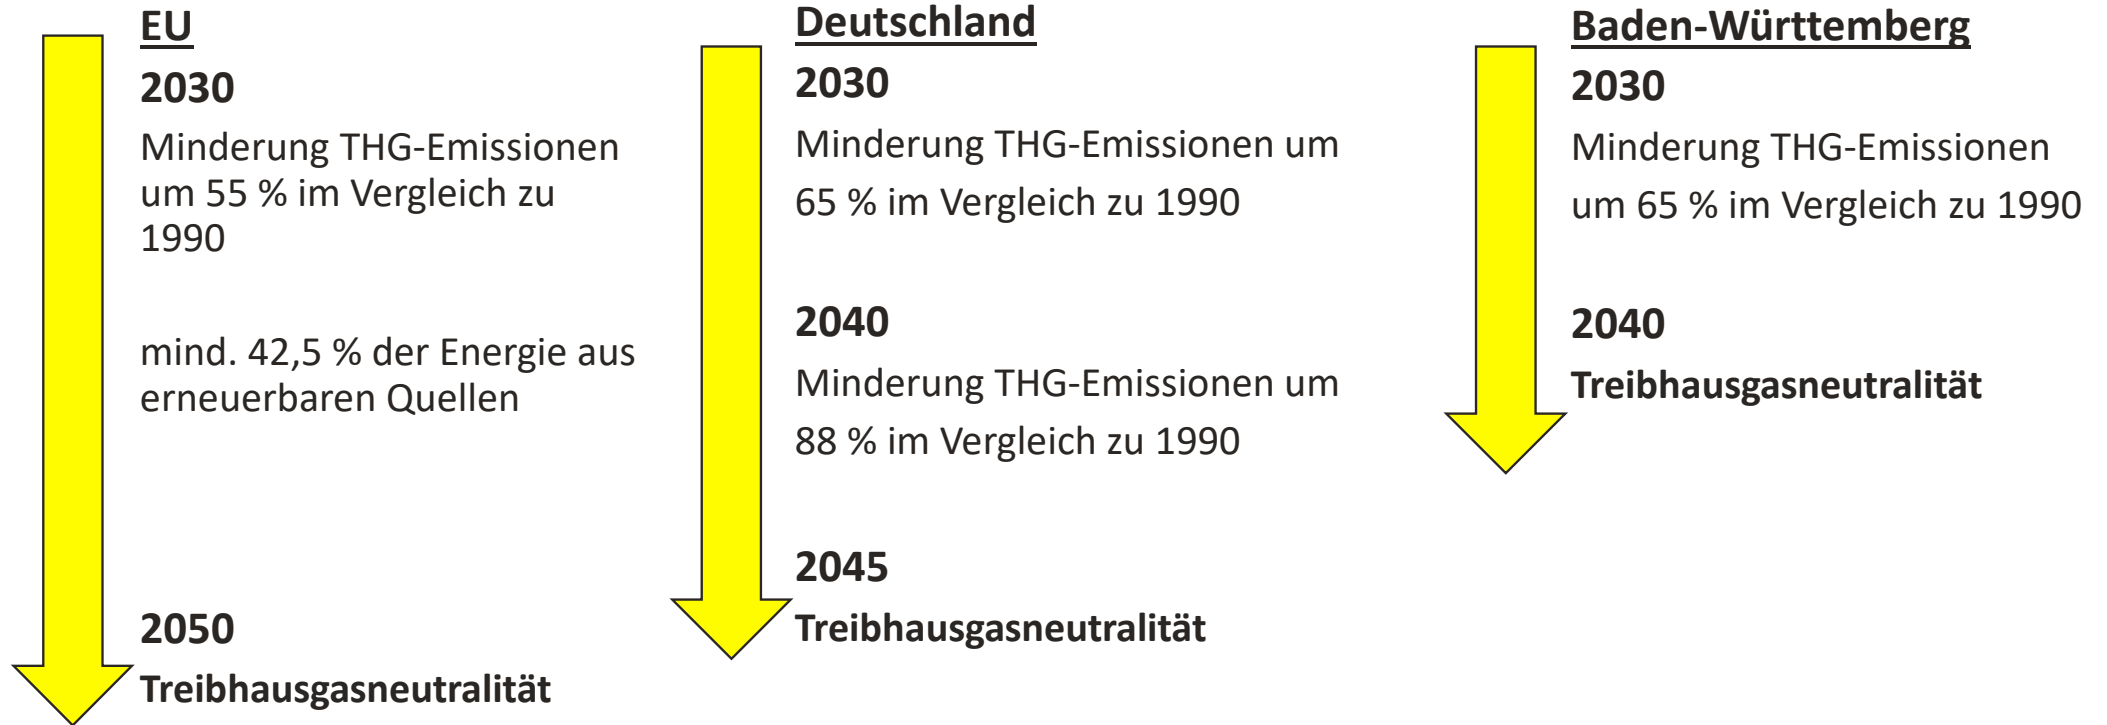 EU
2030
Minderung THG-Emissionen
um 55 % im Vergleich zu
1990
mind. 42,5 % der Energie aus
erneuerbaren Quellen
2050
Treibhausgasneutralität
Deutschland
2030
Minderung THG-Emissionen um
65 % im Vergleich zu 1990
2040
Minderung THG-Emissionen um
88 % im Vergleich zu 1990
2045
Treibhausgasneutralität
Baden-Württemberg
2030
Minderung THG-Emissionen
um 65 % im Vergleich zu 1990
2040
Treibhausgasneutralität